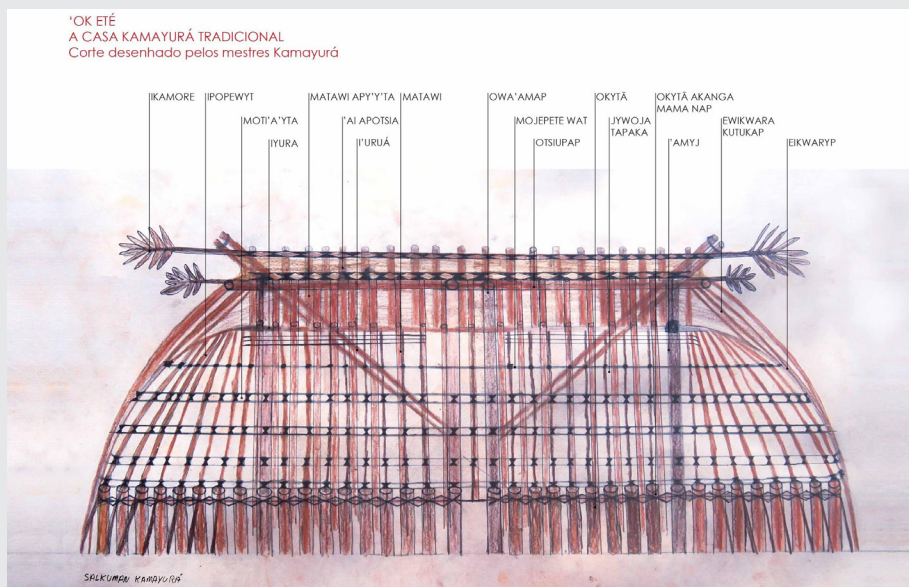 'OK ETÉ
A CASA KAMAYURÁ TRADICIONAL
Corte desenhado pelos mestres Kamayurá
IKAMORE
IPOPEWYT
MATAWI APY'Y'TA
MATAWI
OWA'AMAP
OKYTÃ
OKYTÃ AKANGA
MAMA NAP
MOTI'A'YTA
'AI APOTSIA
MOJEPETE WAT
JYWOJA
TAPAKA
EWIKWARA
KUTUKAP
IYURA
I'URUÁ
OTSIUPAP
'AMYJ
EIKWARYP
SALKUMAN KAMAYURÁ